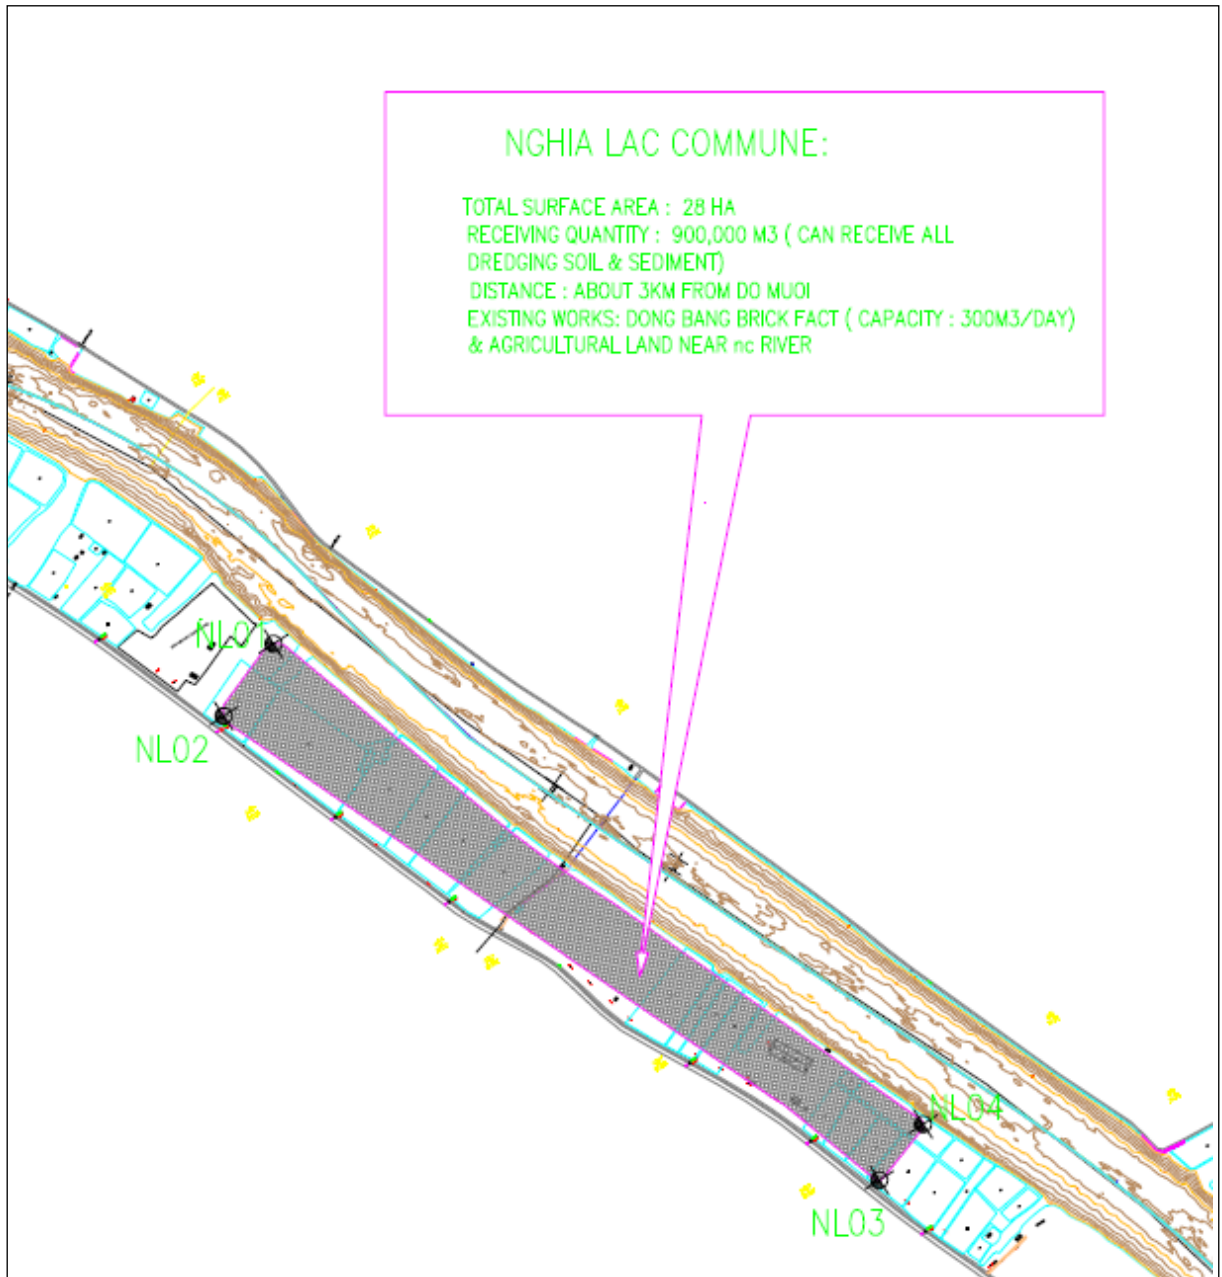 NGHIA LAC COMMUNE:
TOTAL SURFACE AREA : 28 HA
RECEIVING QUANTITY : 900,000 M3 ( CAN RECEIVE ALL
DREDGING SOIL & SEDIMENT)
DISTANCE : ABOUT 3KM FROM DO MUOI
EXISTING WORKS: DONG BANG BRICK FACT ( CAPACITY : 300M3/DAY)
& AGRICULTURAL LAND NEAR nc RIVER
NL01
NL02
NL04
NL03